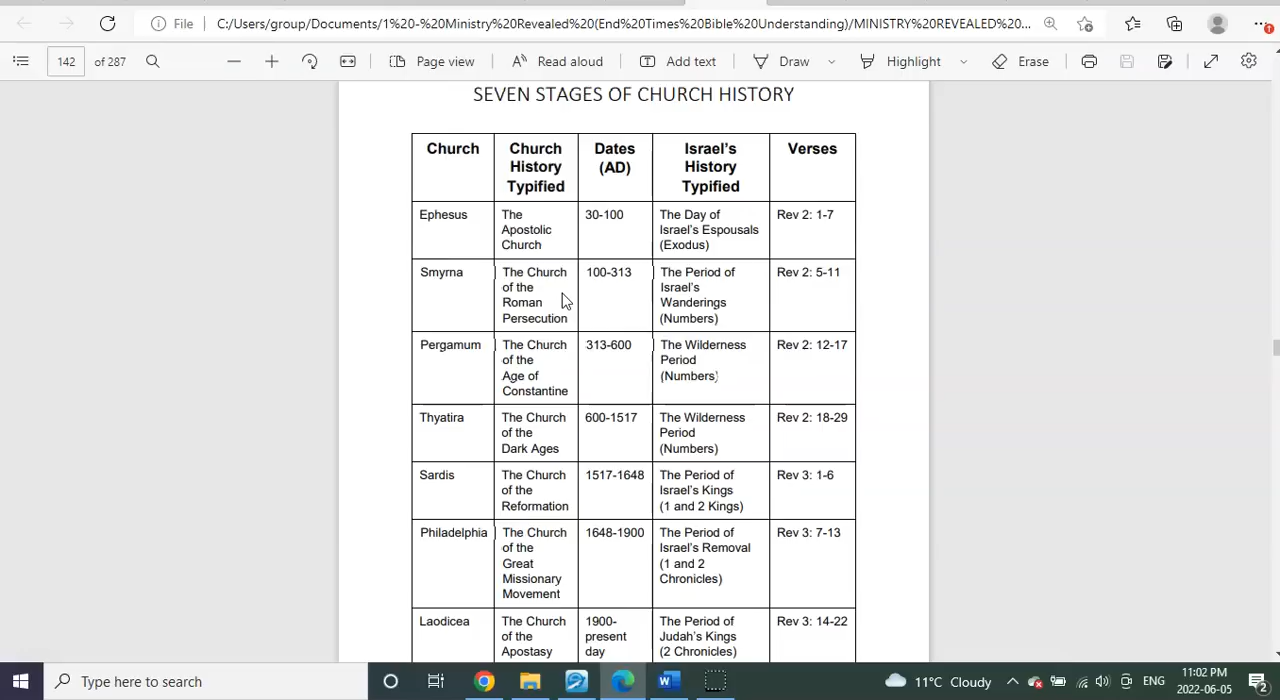 File
C:/Users/group/Documents/1%20-%20Ministry%20Revealed%20(End%20Times%20Bible%20Understanding)/MINISTRY%20REVEALED%20...
142 of 287
Page view
Read aloud
Add text
Draw
Highlight
Erase
SEVEN STAGES OF CHURCH HISTORY
Church
Church
History
Typified
Dates
(AD)
Israel's
History
Typified
Verses
Ephesus
The
Apostolic
Church
30-100
The Day of
Israel's Espousals
(Exodus)
Rev 2: 1-7
Smyrna
The Church
of the
Roman
Persecution
100-313
The Period of
Israel's
Wanderings
(Numbers)
Rev 2: 5-11
Pergamum
The Church
of the
Age of
Constantine
313-600
The Wilderness
Period
(Numbers)
Rev 2: 12-17
Thyatira
The Church
of the
Dark Ages
600-1517
The Wilderness
Period
(Numbers)
Rev 2: 18-29
Sardis
The Church
of the
Reformation
1517-1648
The Period of
Israel's Kings
(1 and 2 Kings)
Rev 3: 1-6
Philadelphia
The Church
of the
Great
Missionary
Movement
1648-1900
The Period of
Israel's Removal
(1 and 2
Chronicles)
Rev 3: 7-13
Laodicea
The Church
of the
Apostasy
1900-
present
day
The Period of
Judah's Kings
(2 Chronicles)
Rev 3: 14-22
Type here to search
11°C Cloudy
ENG
11:02 PM
2022-06-05
2